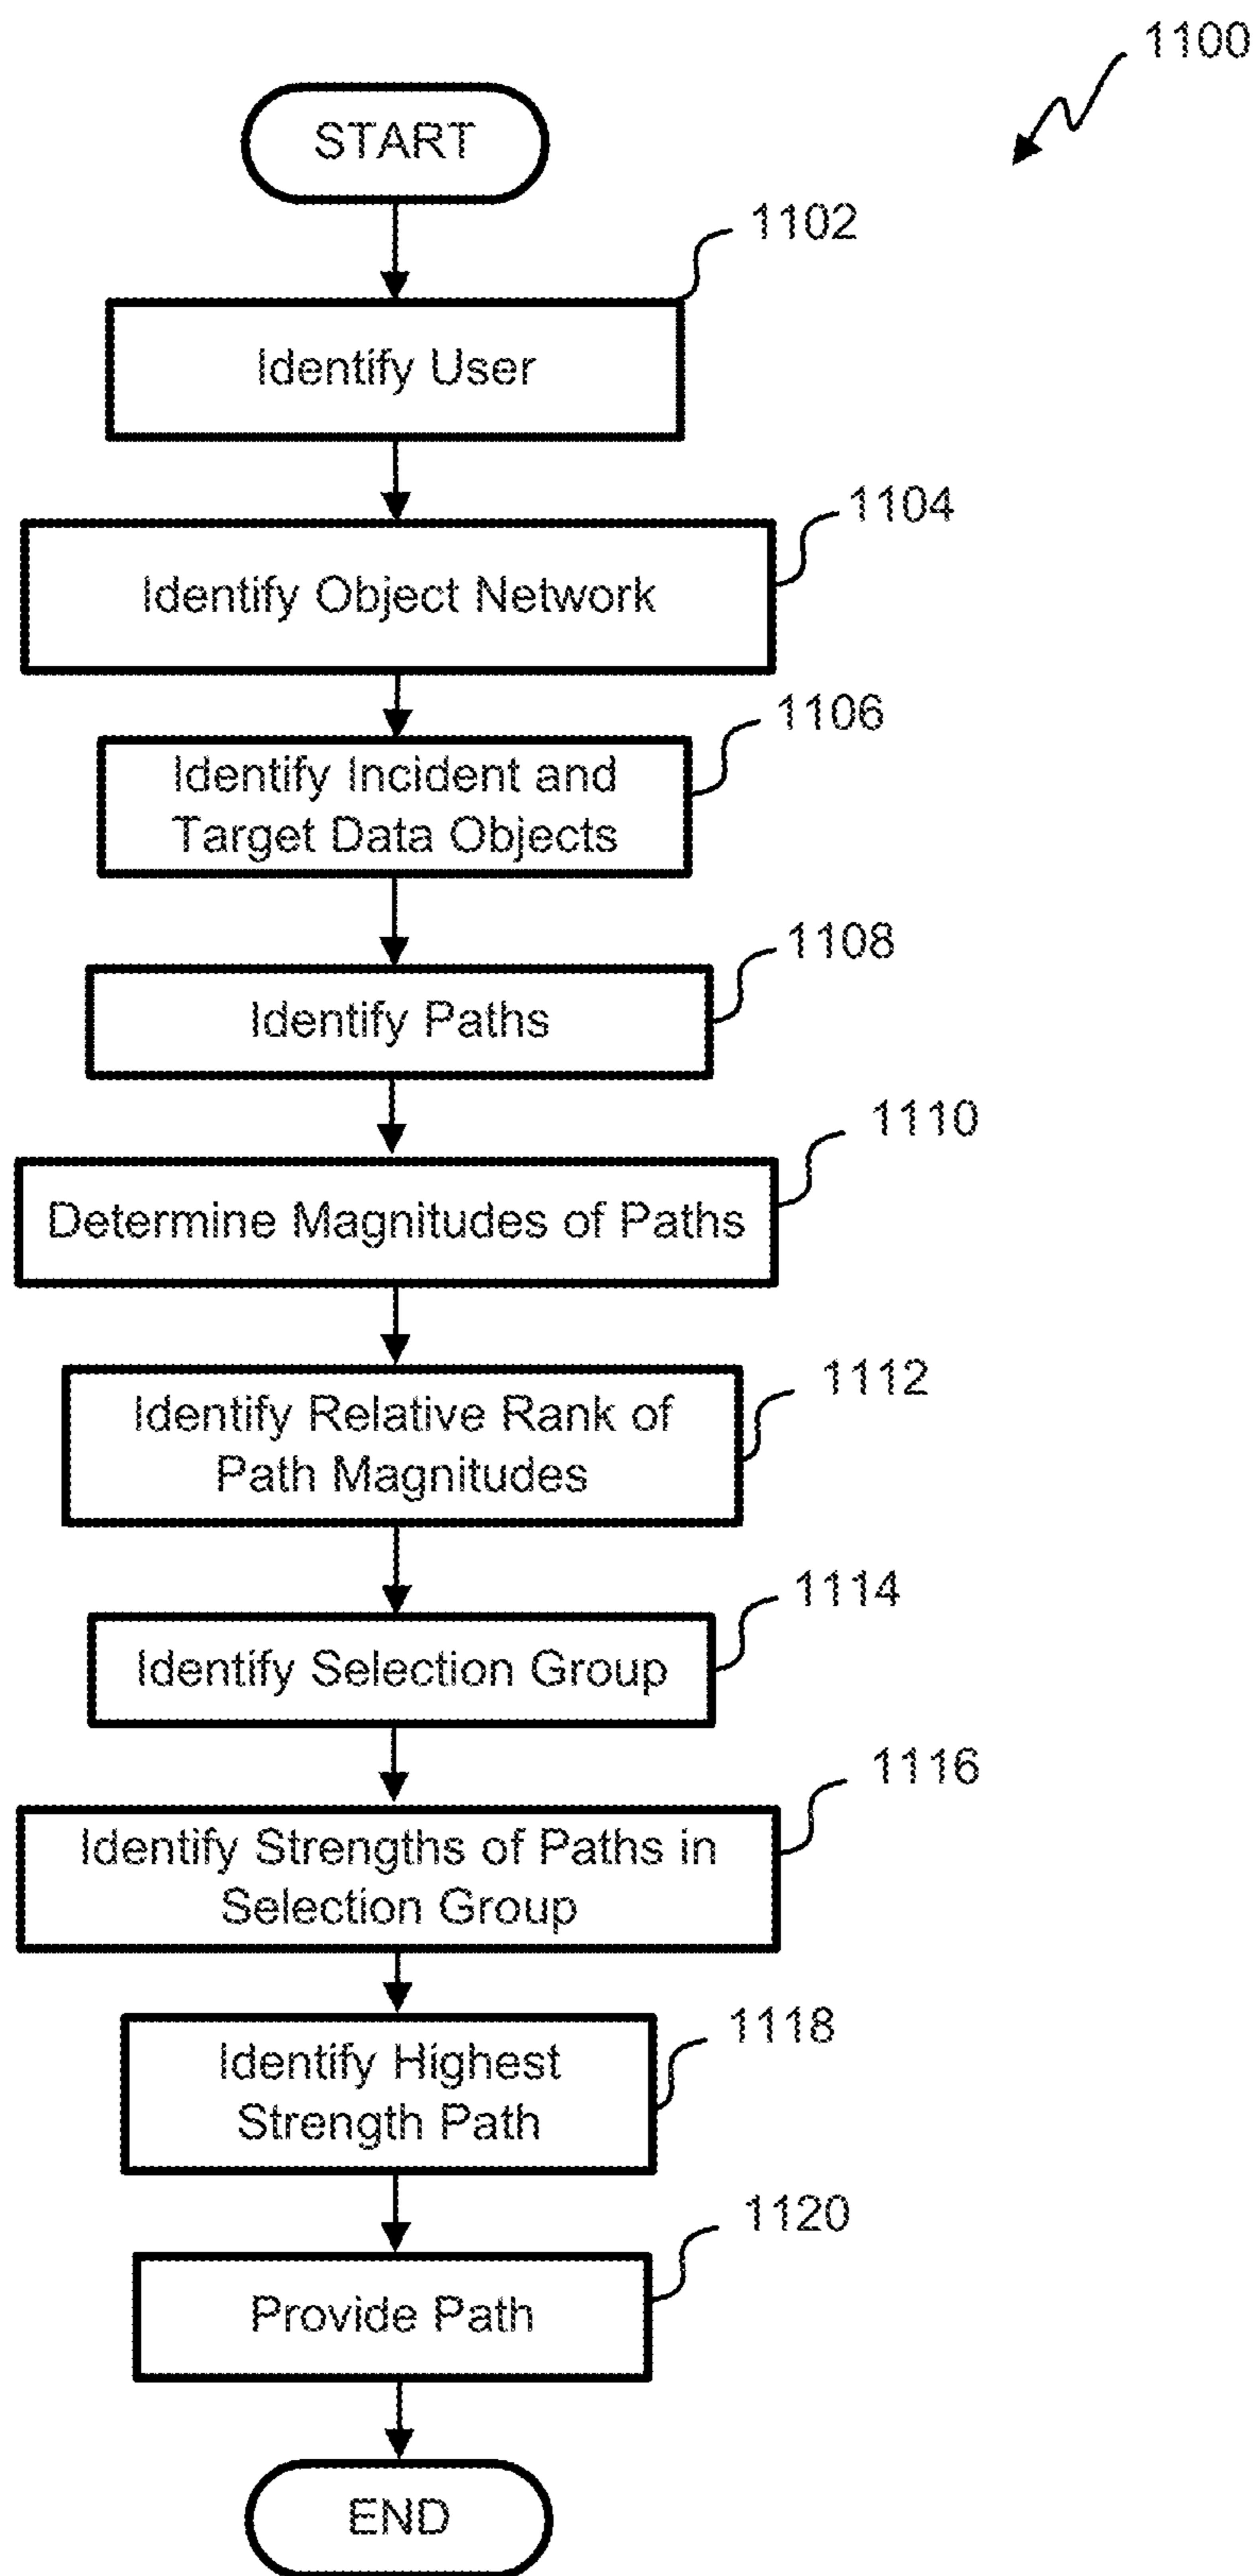 1100
START
1102
Identify User
1104
Identify Object Network
1106
Identify Incident and
Target Data Objects
1108
Identify Paths
1110
Determine Magnitudes of Paths
1112
Identify Relative Rank of
Path Magnitudes
1114
Identify Selection Group
1116
Identify Strengths of Paths in
Selection Group
1118
Identify Highest
Strength Path
1120
Provide Path
END